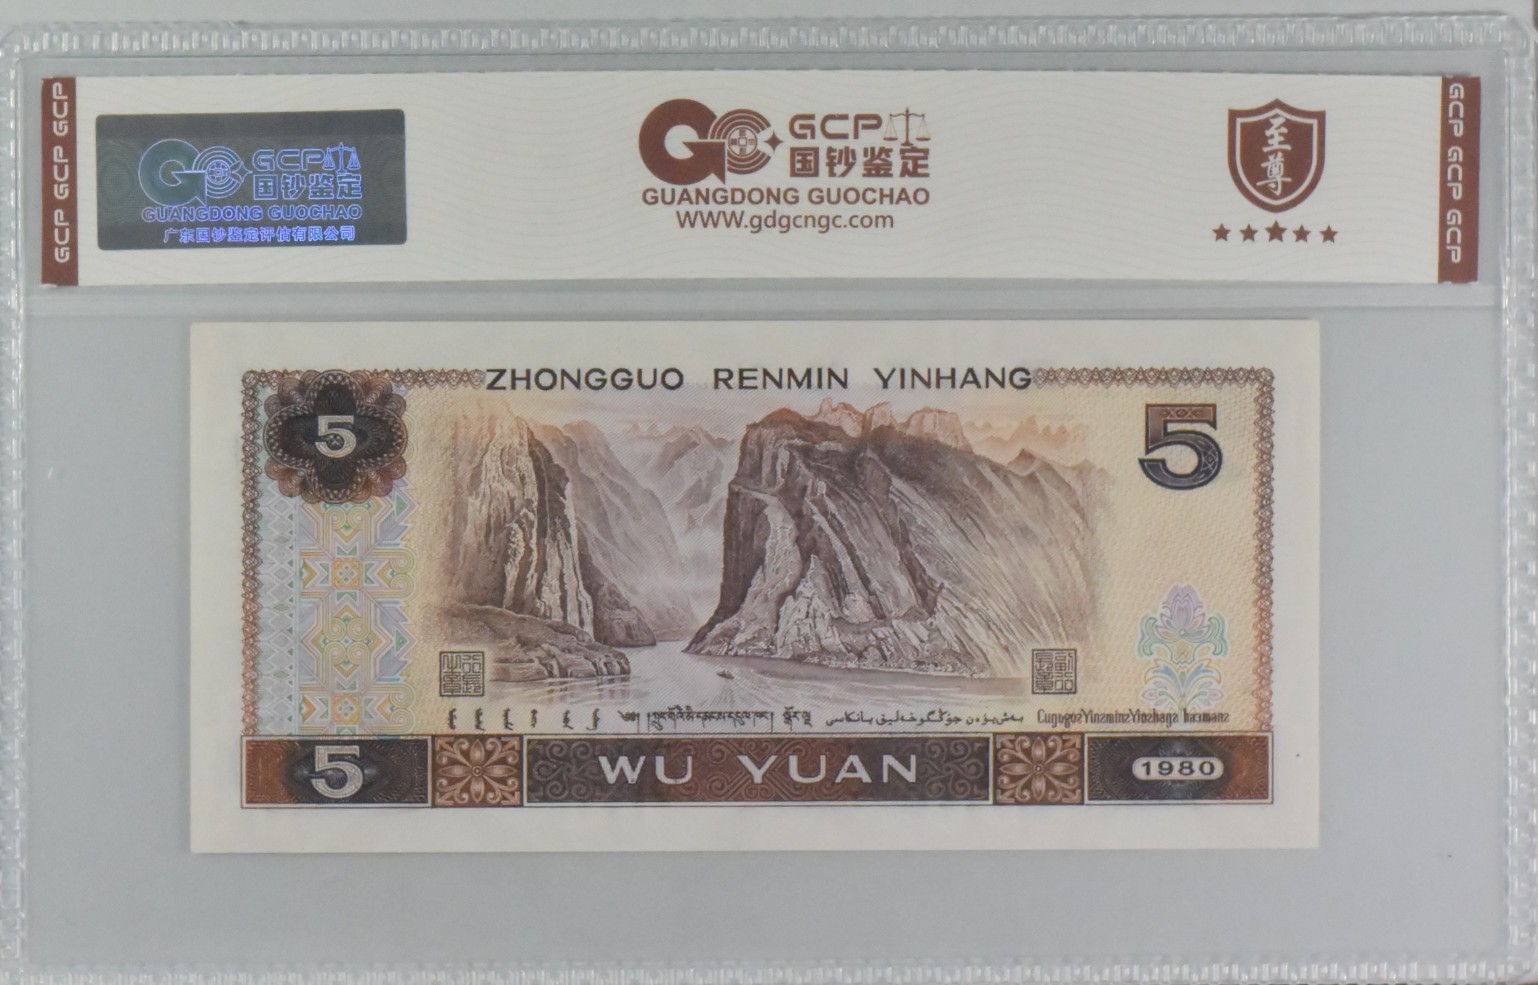 GCP GCP GCP
GCP
国钞鉴定
GUANGDONG GUOCHAO
广东国钞鉴定评估有限公司
GCP
国钞鉴定
GUANGDONG GUOCHAO
WWW.gdgcngc.com
至尊
GCP GCP GCP
ZHONGGUO RENMIN YINHANG
5
5
5
WU YUAN
1980